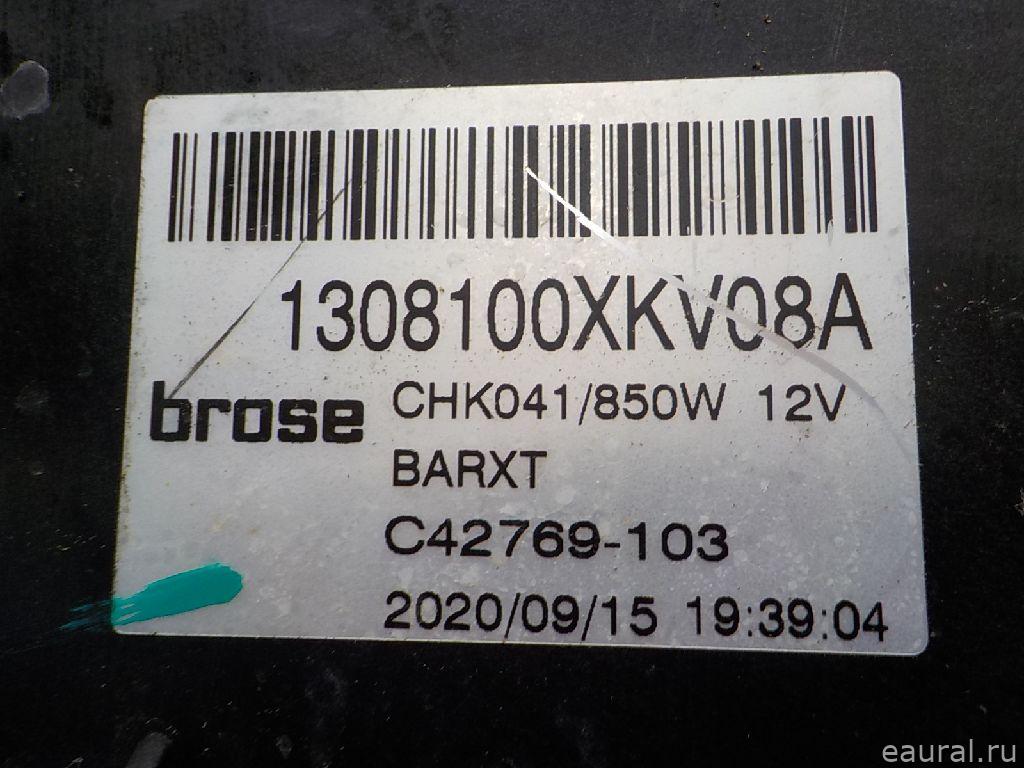 1308100XKV08A
brose CHK041/850W 12V
BARXT
C42769-103
2020/09/15 19:39:04
eaural.ru